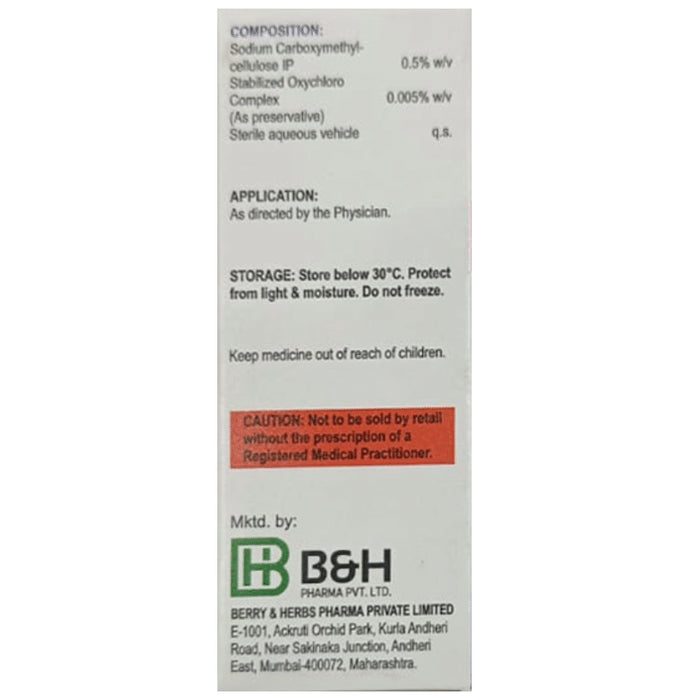 COMPOSITION:
Sodium Carboxymethyl-
cellulose IP 0.5% w/v
Stabilized Oxychloro
Complex 0.005% w/v
(As preservative)
Sterile aqueous vehicle q.s.
APPLICATION:
As directed by the Physician.
STORAGE: Store below 30°C. Protect
from light & moisture. Do not freeze.
Keep medicine out of reach of children.
CAUTION: Not to be sold by retail
without the prescription of a
Registered Medical Practitioner.
Mktd. by:
B&H
PHARMA PVT. LTD.
BERRY & HERBS PHARMA PRIVATE LIMITED
E-1001, Ackruti Orchid Park, Kurla Andheri
Road, Near Sakinaka Junction, Andheri
East, Mumbai-400072, Maharashtra.